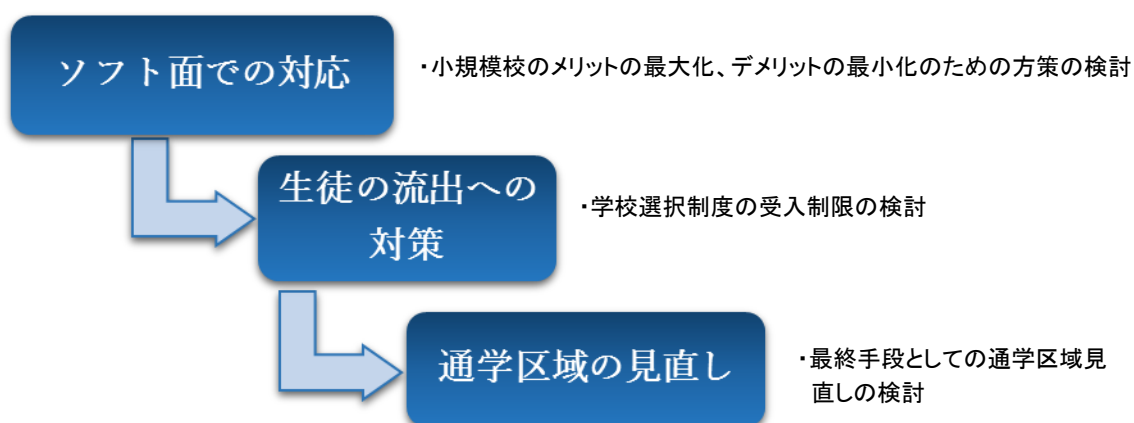 ソフト面での対応
・小規模校のメリットの最大化、デメリットの最小化のための方策の検討
生徒の流出への
対策
・学校選択制度の受入制限の検討
通学区域の見直し
・最終手段としての通学区域見
直しの検討